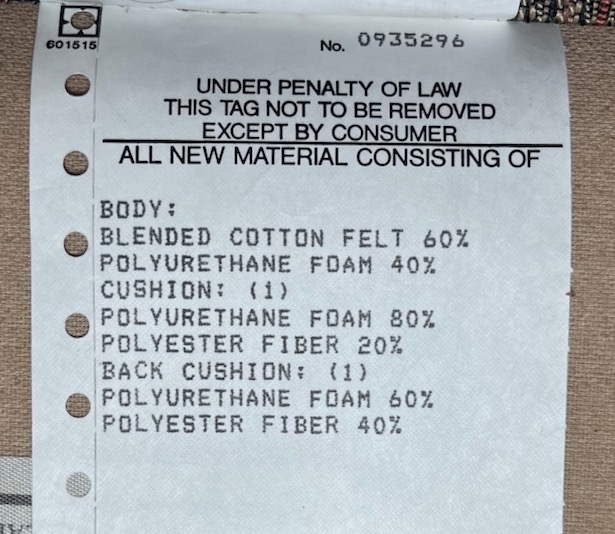 601515
No. 0935296
UNDER PENALTY OF LAW
THIS TAG NOT TO BE REMOVED
EXCEPT BY CONSUMER
ALL NEW MATERIAL CONSISTING OF
BODY:
BLENDED COTTON FELT 60%
POLYURETHANE FOAM 40%
CUSHION: (1)
POLYURETHANE FOAM 80%
POLYESTER FIBER 20%
BACK CUSHION: (1)
POLYURETHANE FOAM 60%
POLYESTER FIBER 40%